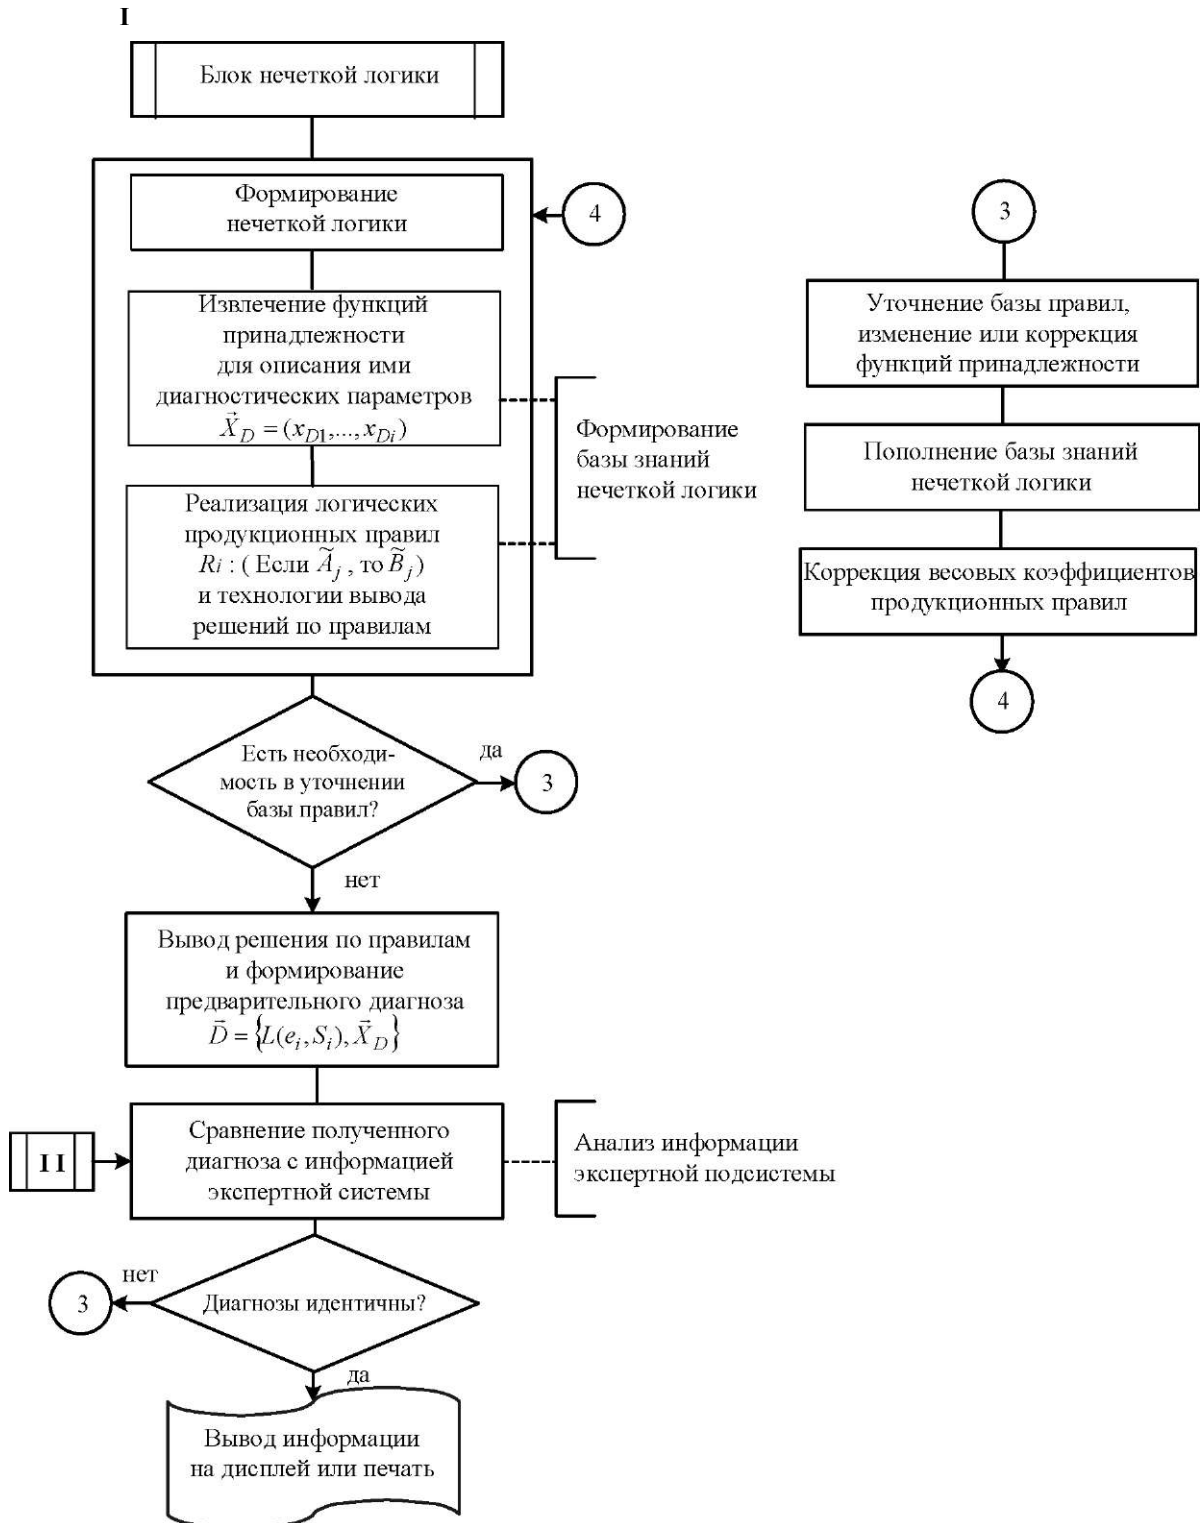 I
Блок нечеткой логики
Формирование
нечеткой логики
4
Извлечение функций
принадлежности
для описания ими
диагностических параметров
X⃗_D = (x_{D1},...,x_{Di})
Реализация логических
продукционных правил
Ri : ( Если Ã_j , то B̃_j)
и технологии вывода
решений по правилам
Формирование
базы знаний
нечеткой логики
Есть необходи-
мость в уточнении
базы правил?
да
3
нет
Вывод решения по правилам
и формирование
предварительного диагноза
D⃗ = {L(e_i, S_i), X⃗_D}
I I
Сравнение полученного
диагноза с информацией
экспертной системы
Анализ информации
экспертной подсистемы
нет
3
Диагнозы идентичны?
да
Вывод информации
на дисплей или печать
3
Уточнение базы правил,
изменение или коррекция
функций принадлежности
Пополнение базы знаний
нечеткой логики
Коррекция весовых коэффициентов
продукционных правил
4